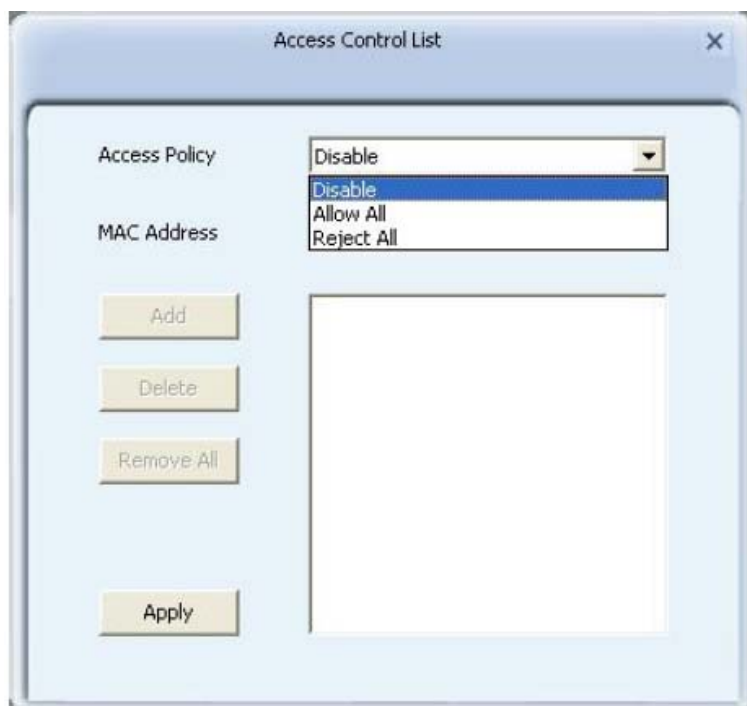 Access Control List
Access Policy
Disable
Disable
Allow All
Reject All
MAC Address
Add
Delete
Remove All
Apply